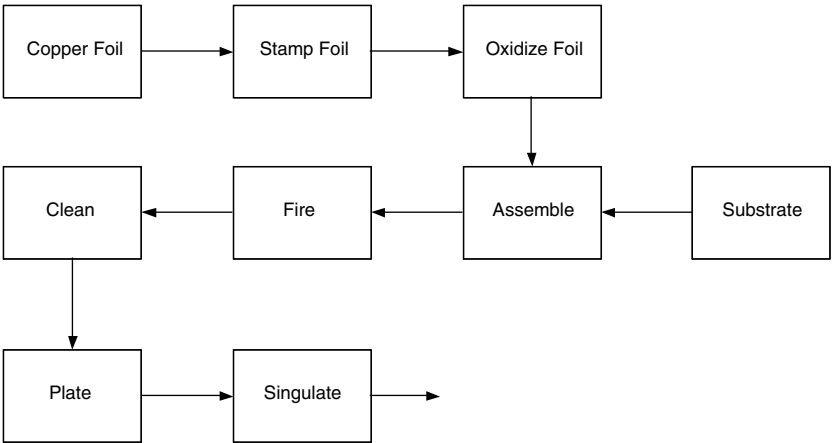 Copper Foil
Stamp Foil
Oxidize Foil
Clean
Fire
Assemble
Substrate
Plate
Singulate